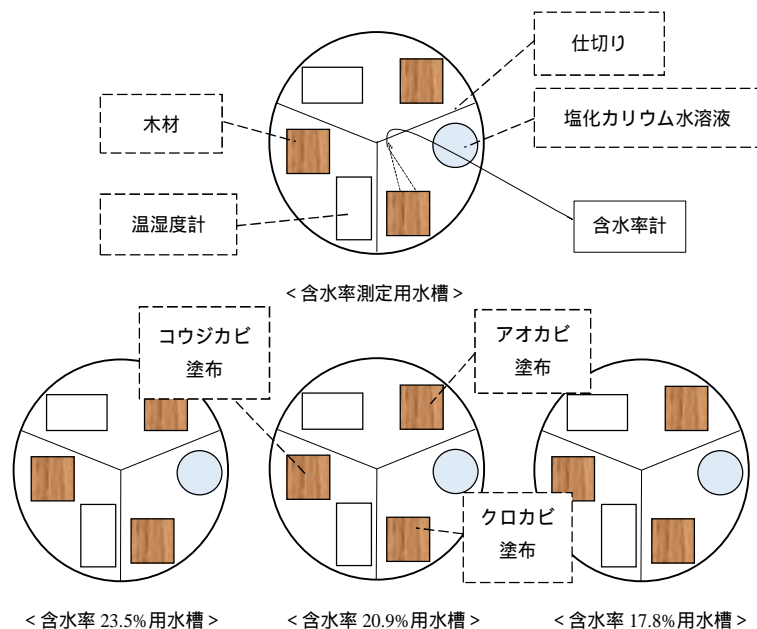 仕切り
木材
塩化カリウム水溶液
温湿度計
含水率計
< 含水率測定用水槽 >
コウジカビ
塗布
アオカビ
塗布
クロカビ
塗布
< 含水率 23.5%用水槽 >
< 含水率 20.9%用水槽 >
< 含水率 17.8%用水槽 >